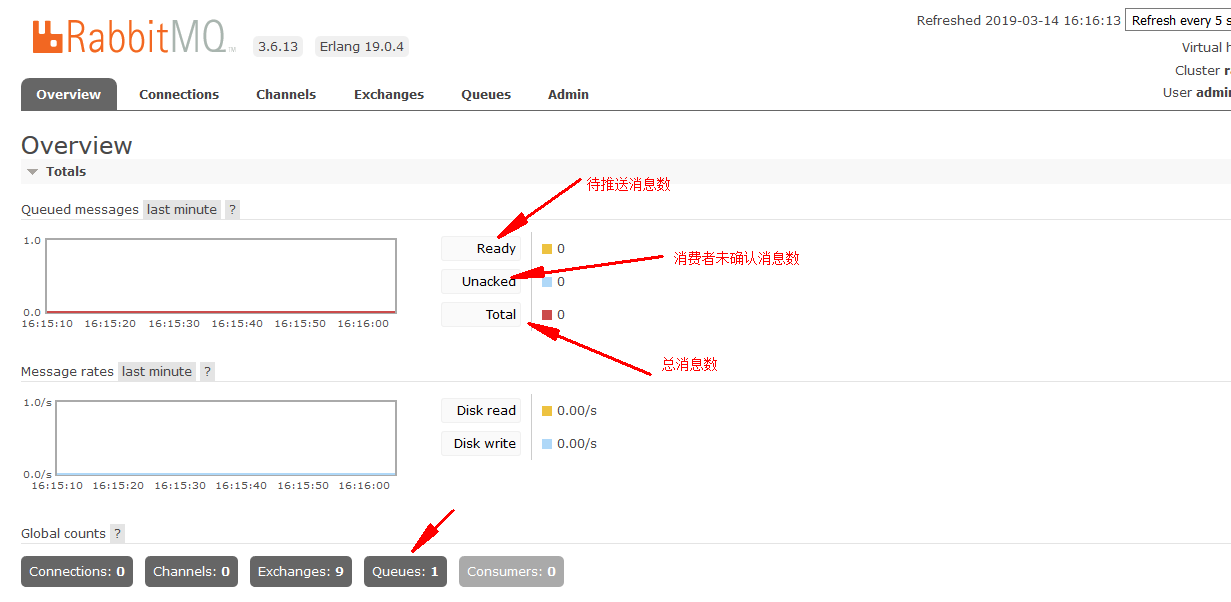 RabbitMQ™ 3.6.13 Erlang 19.0.4
Refreshed 2019-03-14 16:16:13 Refresh every 5
Virtual
Cluster
User
Overview Connections Channels Exchanges Queues Admin
Overview
Totals
待推送消息数
Queued messages last minute ?
1.0
Ready 0
消费者未确认消息数
Unacked 0
0.0
Total 0
16:15:10 16:15:20 16:15:30 16:15:40 16:15:50 16:16:00
总消息数
Message rates last minute ?
1.0/s
Disk read 0.00/s
Disk write 0.00/s
0.0/s
16:15:10 16:15:20 16:15:30 16:15:40 16:15:50 16:16:00
Global counts ?
Connections: 0 Channels: 0 Exchanges: 9 Queues: 1 Consumers: 0